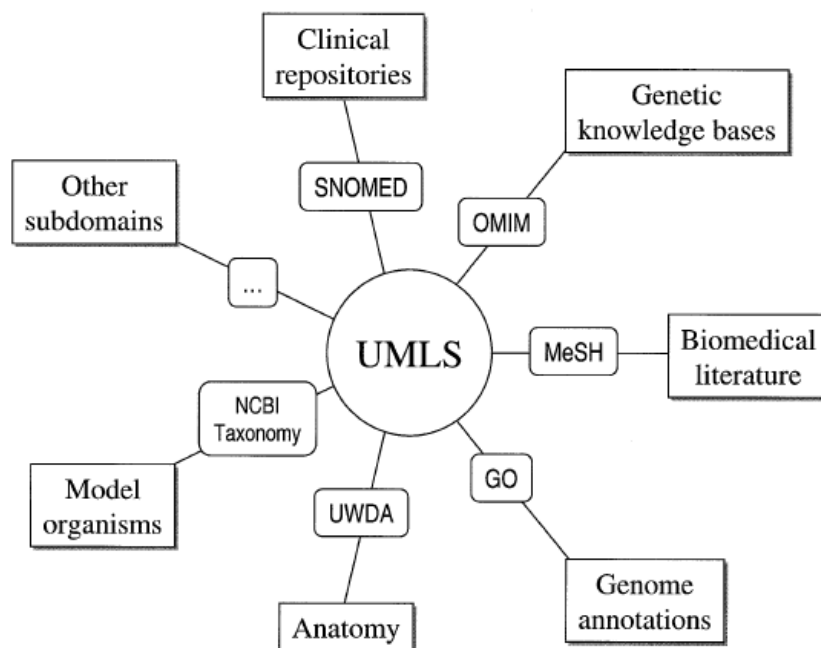 Clinical
repositories
Genetic
knowledge bases
Other
subdomains
SNOMED
OMIM
...
UMLS
MeSH
Biomedical
literature
NCBI
Taxonomy
GO
Model
organisms
UWDA
Genome
annotations
Anatomy